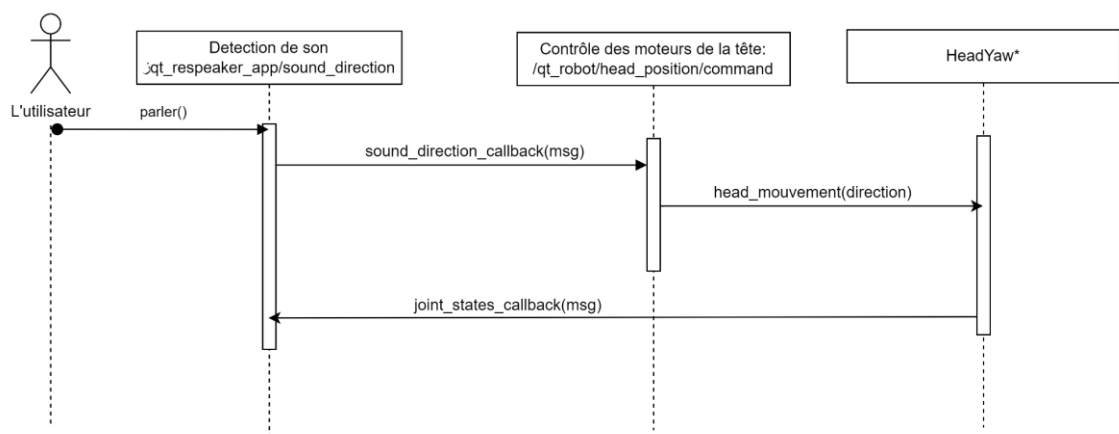 Detection de son
:qt_respeaker_app/sound_direction
Contrôle des moteurs de la tête:
/qt_robot/head_position/command
HeadYaw*
L'utilisateur
parler()
sound_direction_callback(msg)
head_mouvement(direction)
joint_states_callback(msg)